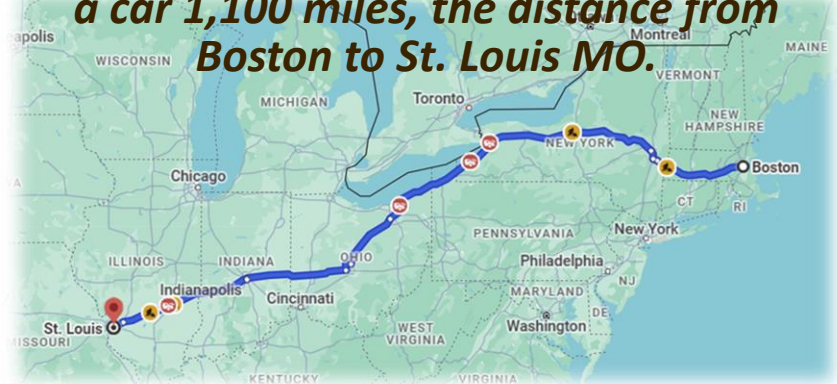 a car 1,100 miles, the distance from
Boston to St. Louis MO.
apolis
WISCONSIN
Montreal
MAINE
VERMONT
MICHIGAN
Toronto
NEW
HAMPSHIRE
NEW YORK
Boston
Chicago
CT
RI
PENNSYLVANIA
New York
ILLINOIS
INDIANA
OHIO
Philadelphia
NJ
Indianapolis
Cincinnati
MARYLAND
DE
St. Louis
WEST
VIRGINIA
Washington
MISSOURI
KENTUCKY
VIRGINIA